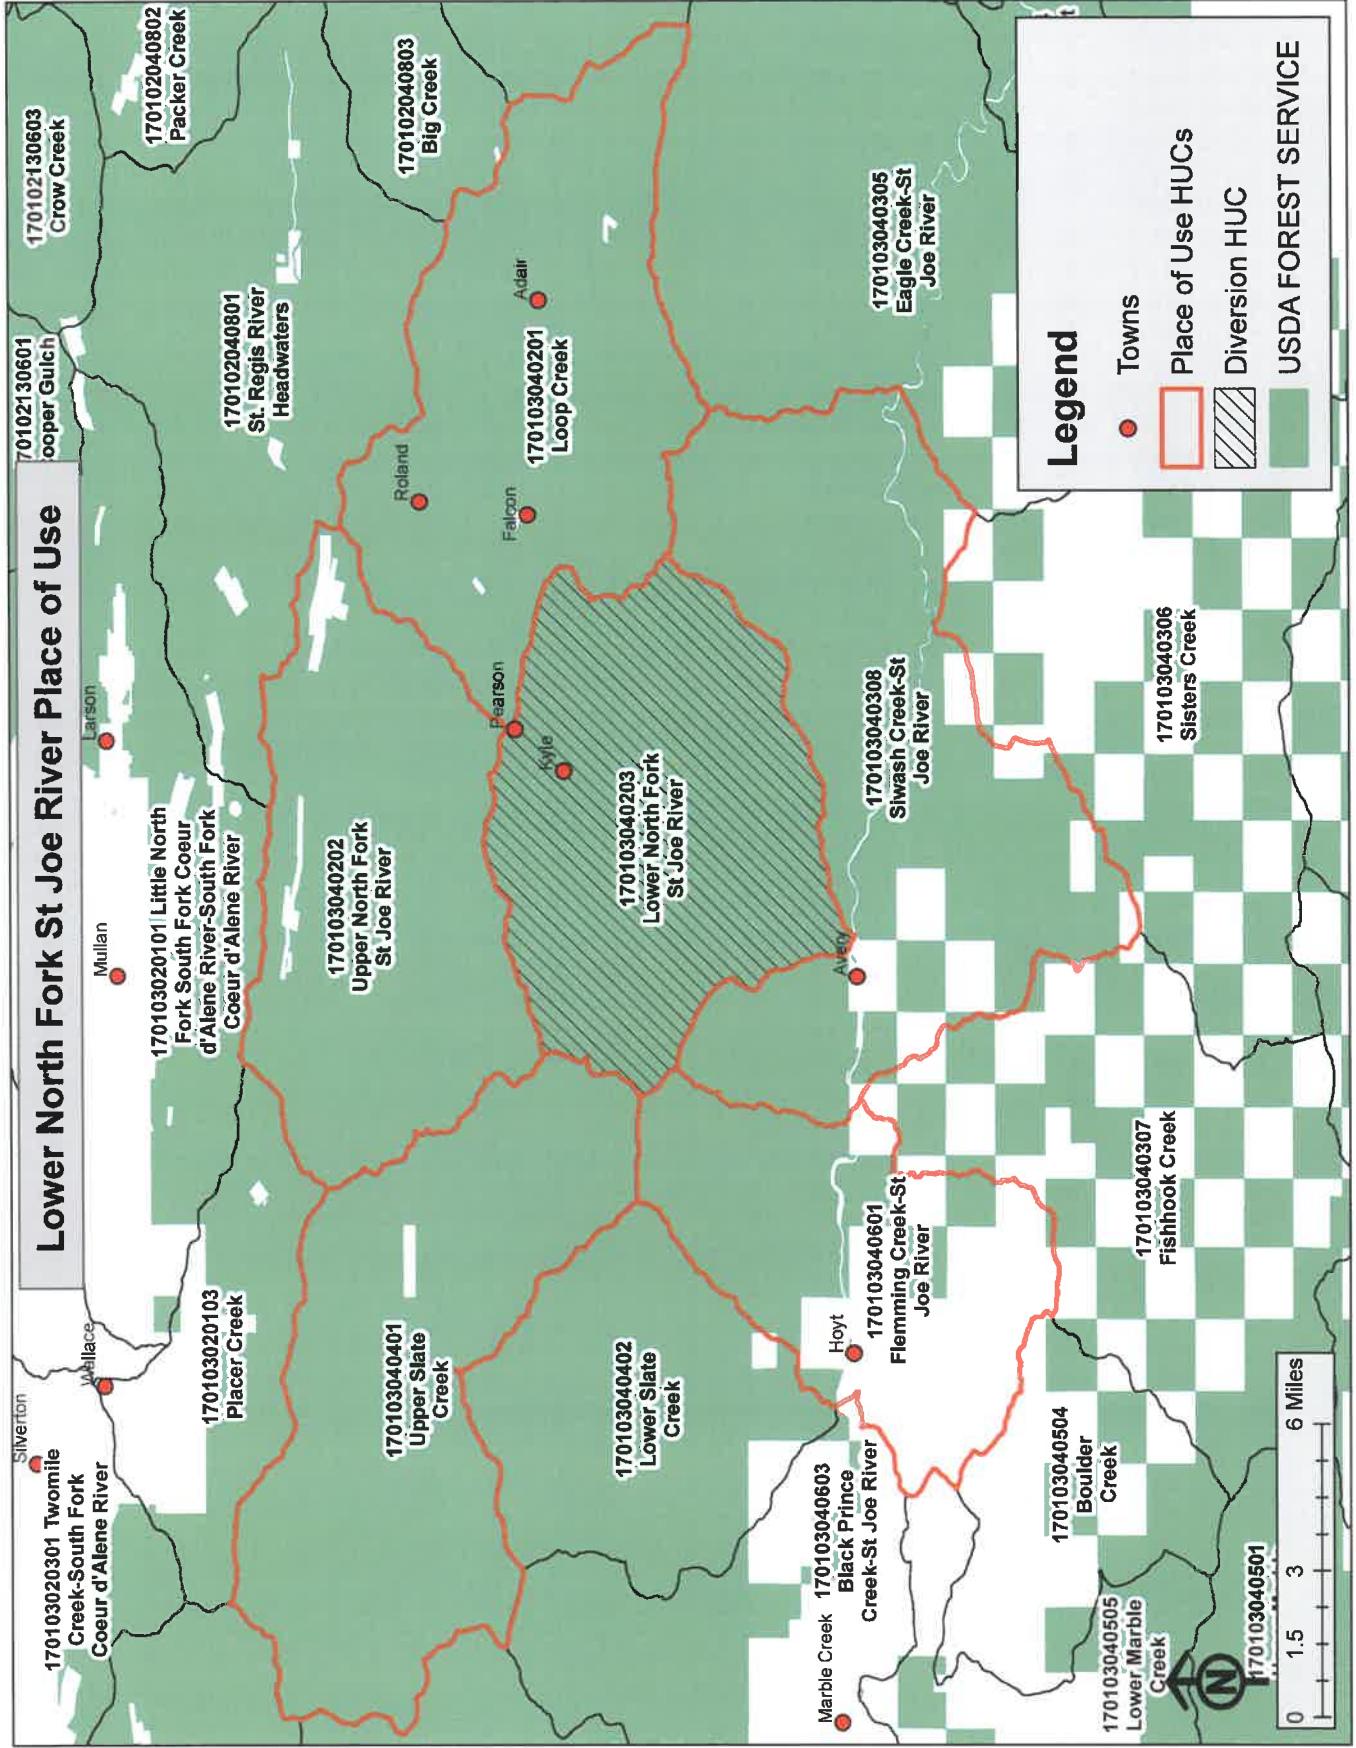 Lower North Fork St Joe River Place of Use
Silverton
170103020301 Twomile
Creek-South Fork
Coeur d'Alene River
Wallace
170103020103
Placer Creek
Mullan
170103020101 Little North
Fork South Fork Coeur
d'Alene River-South Fork
Coeur d'Alene River
Larson
170102130603
Crow Creek
170102040802
Packer Creek
170102040801
St. Regis River
Headwaters
170102040803
Big Creek
170103040401
Upper Slate
Creek
170103040202
Upper North Fork
St Joe River
Roland
Falcon
Adair
170103040201
Loop Creek
Pearson
Kyle
170103040402
Lower Slate
Creek
170103040203
Lower North Fork
St Joe River
Marble Creek
170103040603
Black Prince
Creek-St Joe River
Hoyt
170103040601
Flemming Creek-St
Joe River
Avery
170103040308
Siwash Creek-St
Joe River
170103040305
Eagle Creek-St
Joe River
170103040504
Boulder
Creek
170103040505
Lower Marble
Creek
170103040307
Fishhook Creek
170103040306
Sisters Creek
170103040501
N
0 1.5 3 6 Miles
Legend
Towns
Place of Use HUCs
Diversion HUC
USDA FOREST SERVICE